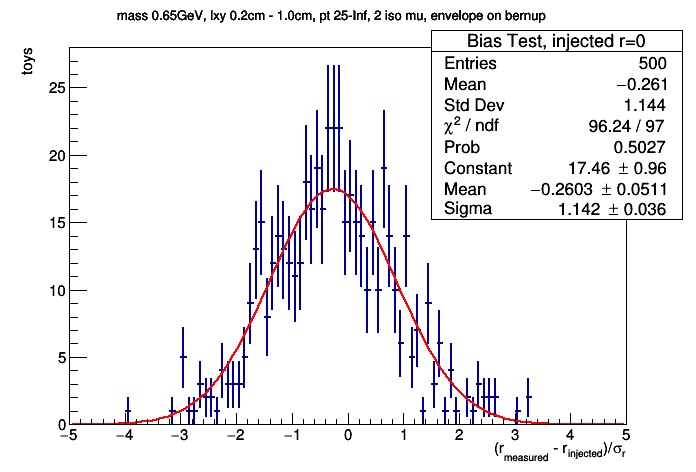 mass 0.65GeV, lxy 0.2cm - 1.0cm, pt 25-Inf, 2 iso mu, envelope on bernup
Bias Test, injected r=0
Entries 500
Mean −0.261
Std Dev 1.144
χ² / ndf 96.24 / 97
Prob 0.5027
Constant 17.46 ± 0.96
Mean −0.2603 ± 0.0511
Sigma 1.142 ± 0.036
toys
25
20
15
10
5
0
−5 −4 −3 −2 −1 0 1 2 3 4 5
(r_measured - r_injected)/σ_r